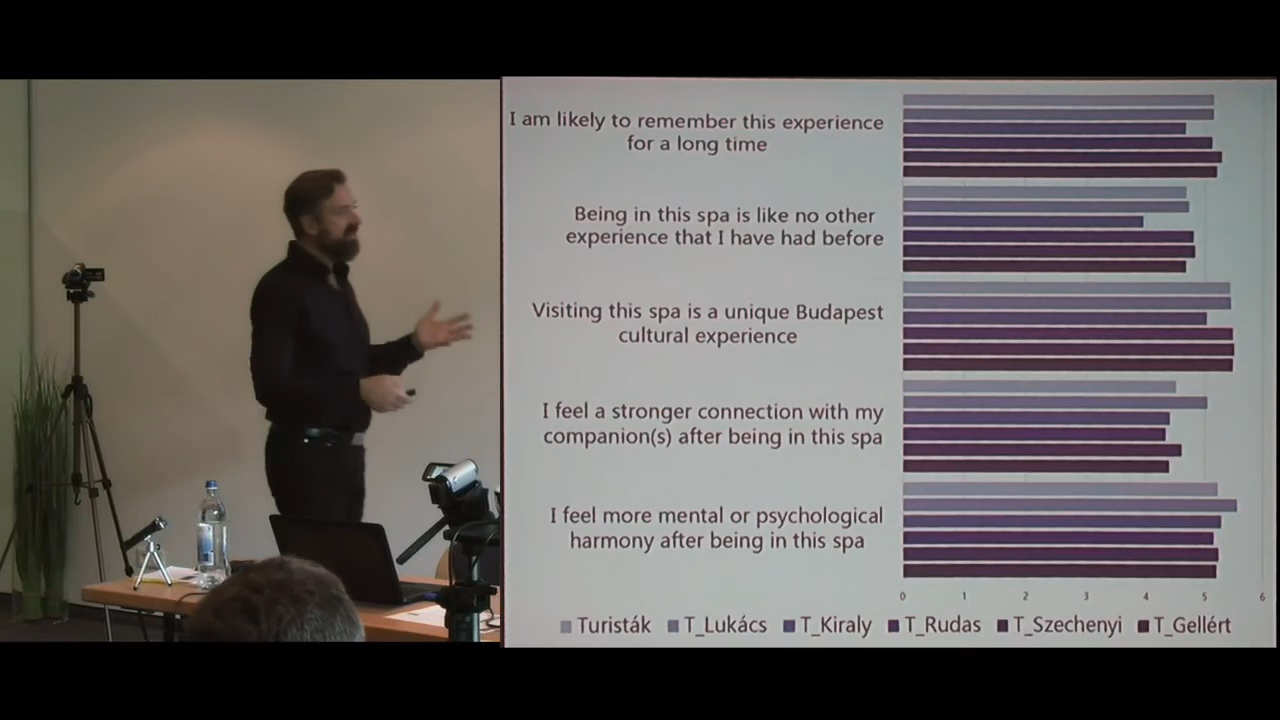 I am likely to remember this experience
for a long time
Being in this spa is like no other
experience that I have had before
Visiting this spa is a unique Budapest
cultural experience
I feel a stronger connection with my
companion(s) after being in this spa
I feel more mental or psychological
harmony after being in this spa
0 1 2 3 4 5 6
Turisták T_Lukács T_Kiraly T_Rudas T_Szechenyi T_Gellért